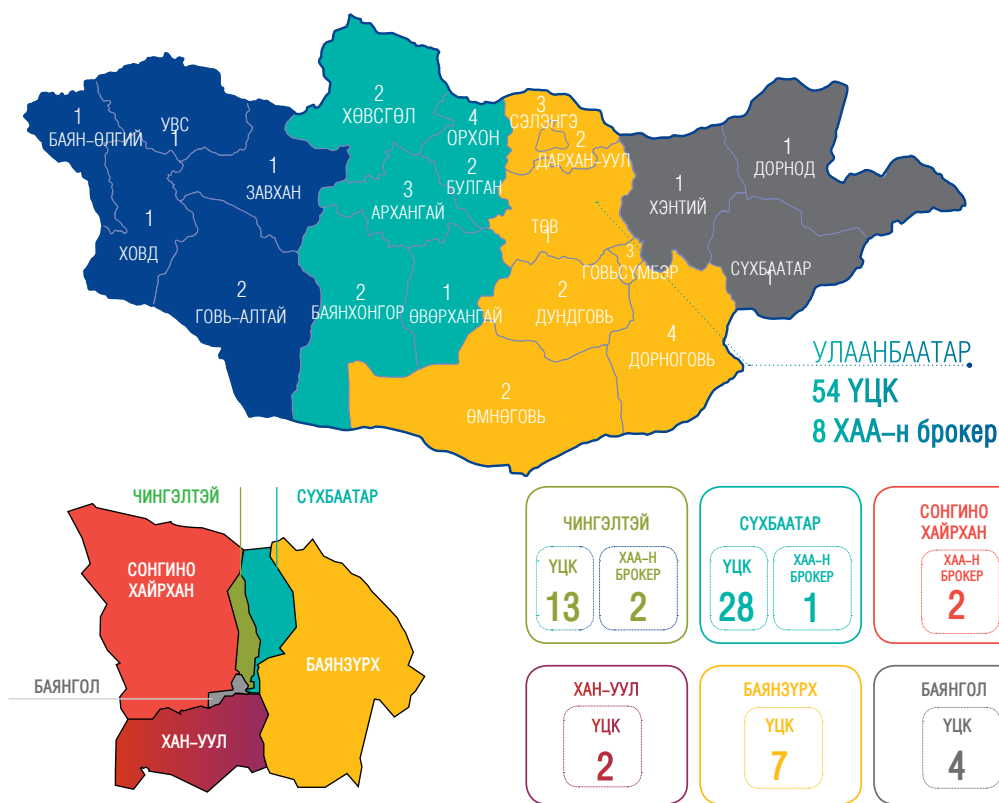 1
БАЯН-ӨЛГИЙ
УВС
1
1
ЗАВХАН
1
ХОВД
2
ГОВЬ-АЛТАЙ
2
ХӨВСГӨЛ
4
ОРХОН
2
БУЛГАН
3
АРХАНГАЙ
2
БАЯНХОНГОР
1
ӨВӨРХАНГАЙ
3
СЭЛЭНГЭ
2
ДАРХАН-УУЛ
ТӨВ
1
3
ГОВЬСҮМБЭР
2
ДУНДГОВЬ
4
ДОРНОГОВЬ
2
ӨМНӨГОВЬ
1
ХЭНТИЙ
1
ДОРНОД
СҮХБААТАР
1
УЛААНБААТАР
54 ҮЦК
8 ХАА-н брокер
ЧИНГЭЛТЭЙ
СҮХБААТАР
СОНГИНО
ХАЙРХАН
БАЯНЗҮРХ
БАЯНГОЛ
ХАН-УУЛ
ЧИНГЭЛТЭЙ
ҮЦК
13
ХАА-Н
БРОКЕР
2
СҮХБААТАР
ҮЦК
28
ХАА-Н
БРОКЕР
1
СОНГИНО
ХАЙРХАН
ХАА-Н
БРОКЕР
2
ХАН-УУЛ
ҮЦК
2
БАЯНЗҮРХ
ҮЦК
7
БАЯНГОЛ
ҮЦК
4